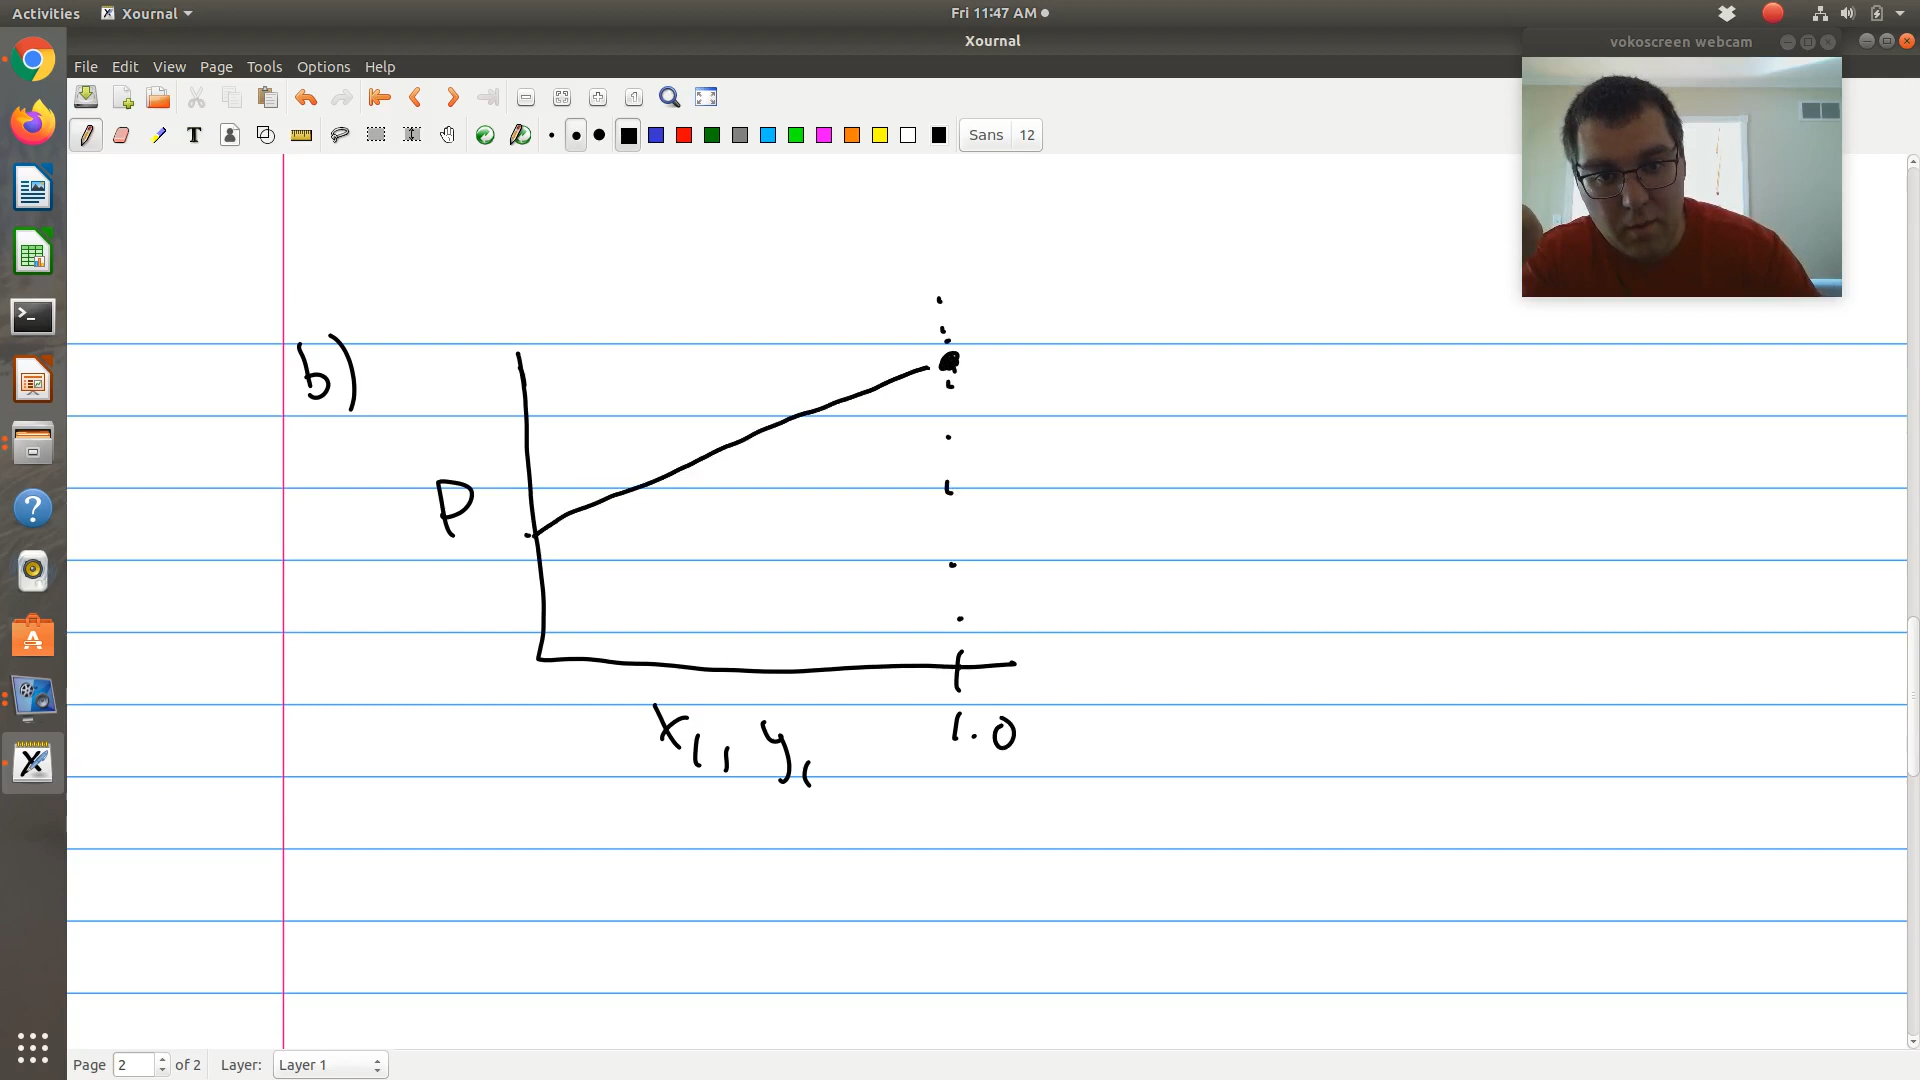 Activities Xournal Fri 11:47 AM
Xournal
vokoscreen webcam
File Edit View Page Tools Options Help
Sans 12
b)
P
x₁, y₁ 1.0
Page 2 of 2 Layer: Layer 1